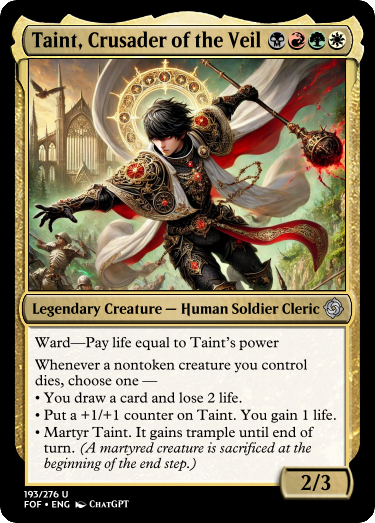 Taint, Crusader of the Veil
Legendary Creature — Human Soldier Cleric
Ward—Pay life equal to Taint's power
Whenever a nontoken creature you control
dies, choose one —
• You draw a card and lose 2 life.
• Put a +1/+1 counter on Taint. You gain 1 life.
• Martyr Taint. It gains trample until end of
turn. (A martyred creature is sacrificed at the
beginning of the end step.)
2/3
193/276 U
FOF • ENG ChatGPT